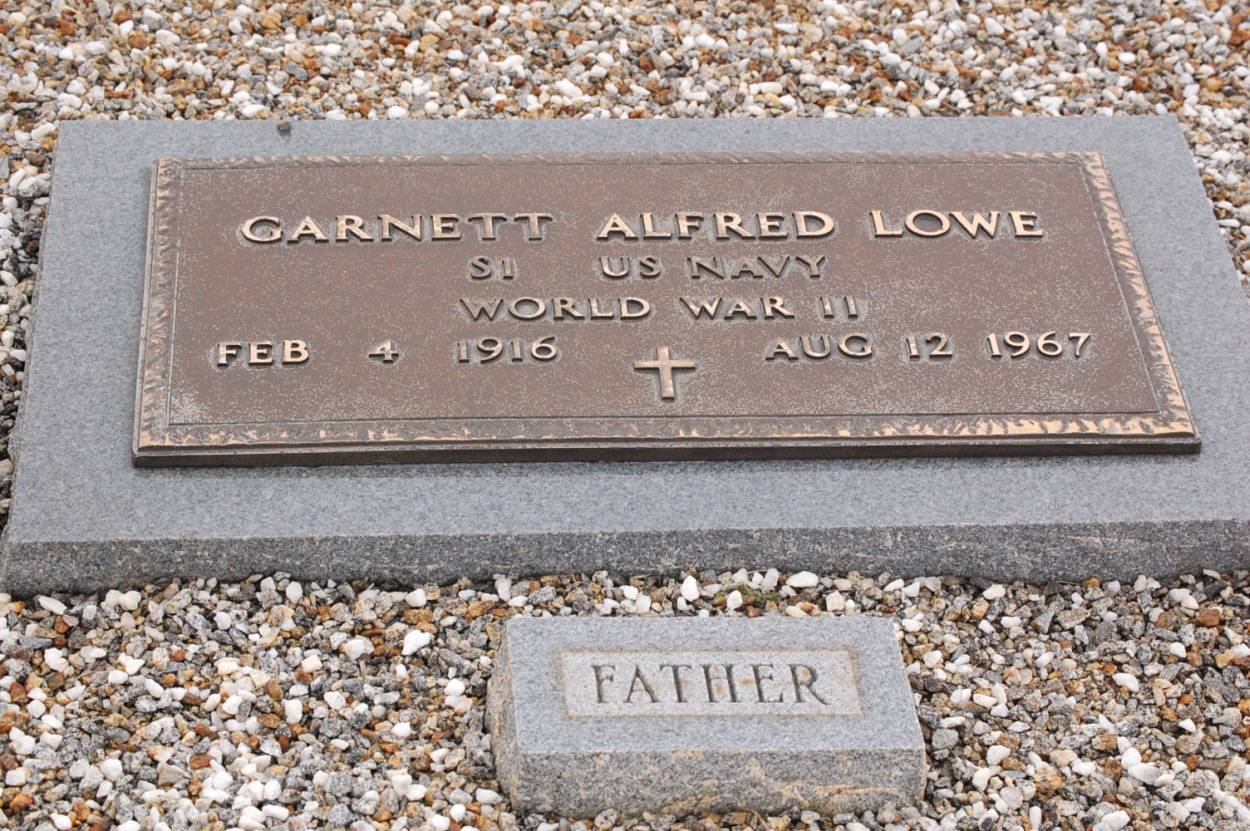 GARNETT ALFRED LOWE
S1 US NAVY
WORLD WAR II
FEB 4 1916 AUG 12 1967
FATHER